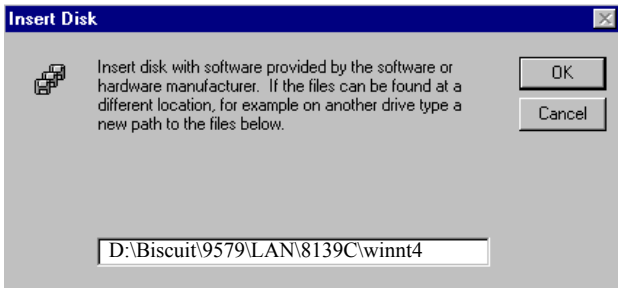 Insert Disk
Insert disk with software provided by the software or
hardware manufacturer. If the files can be found at a
different location, for example on another drive type a
new path to the files below.
OK
Cancel
D:\Biscuit\9579\LAN\8139C\winnt4